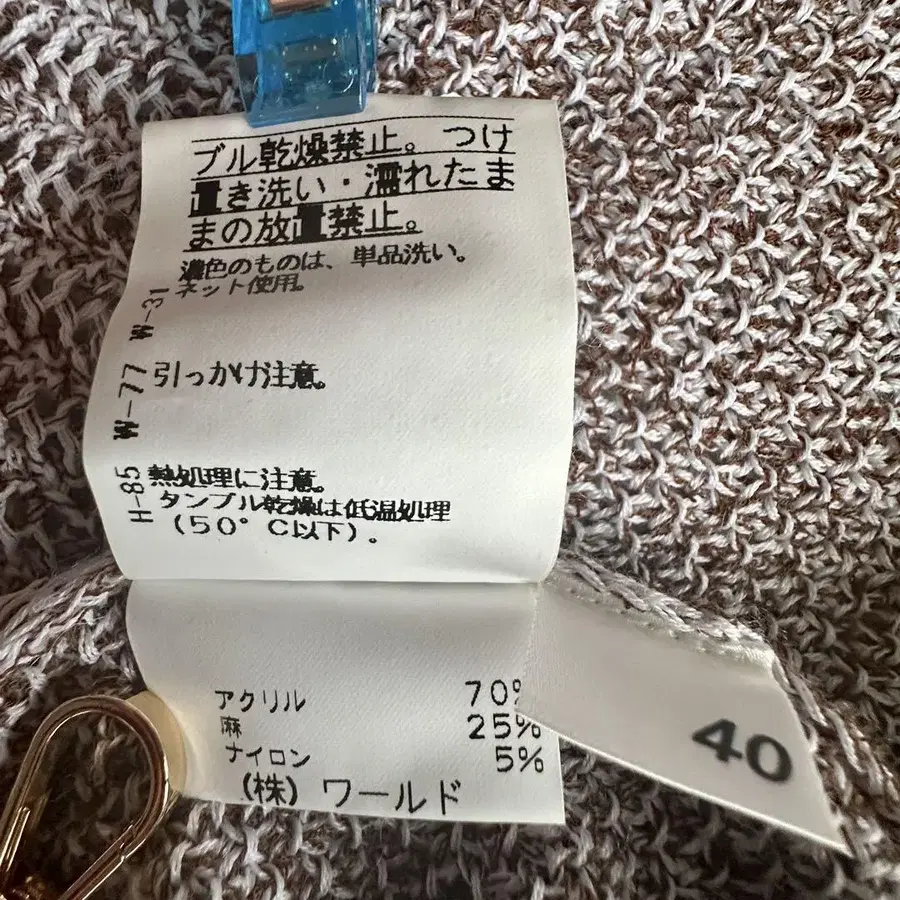 ブル乾燥禁止。つけ
置き洗い・濡れたま
まの放置禁止。
濃色のものは、単品洗い。
W-31 ネット使用。
W-77 引っかけ注意。
H-85 熱処理に注意。
タンブル乾燥は低温処理
(50°C以下)。
アクリル 70%
麻 25%
ナイロン 5%
(株)ワールド
40